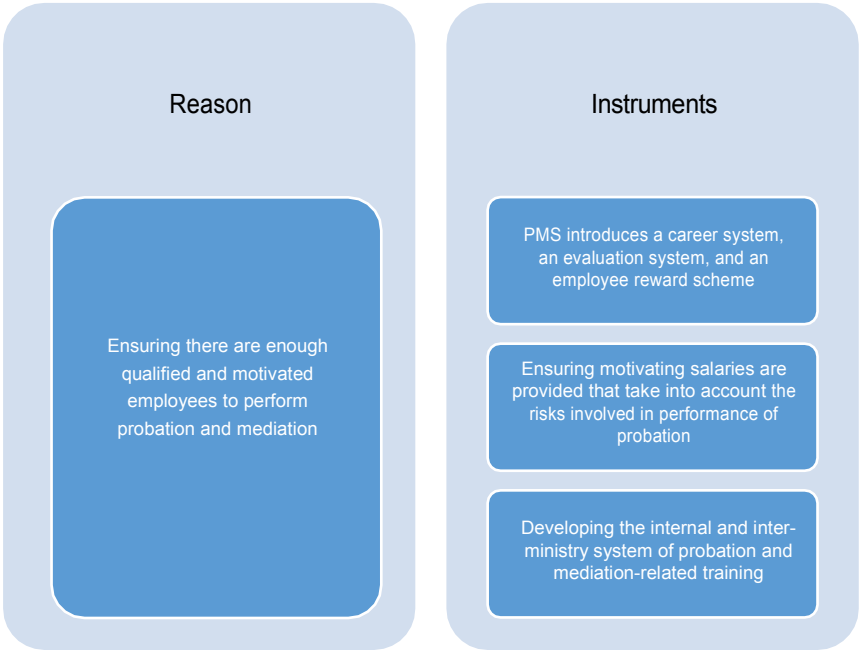 Reason
Ensuring there are enough
qualified and motivated
employees to perform
probation and mediation
Instruments
PMS introduces a career system,
an evaluation system, and an
employee reward scheme
Ensuring motivating salaries are
provided that take into account the
risks involved in performance of
probation
Developing the internal and inter-
ministry system of probation and
mediation-related training